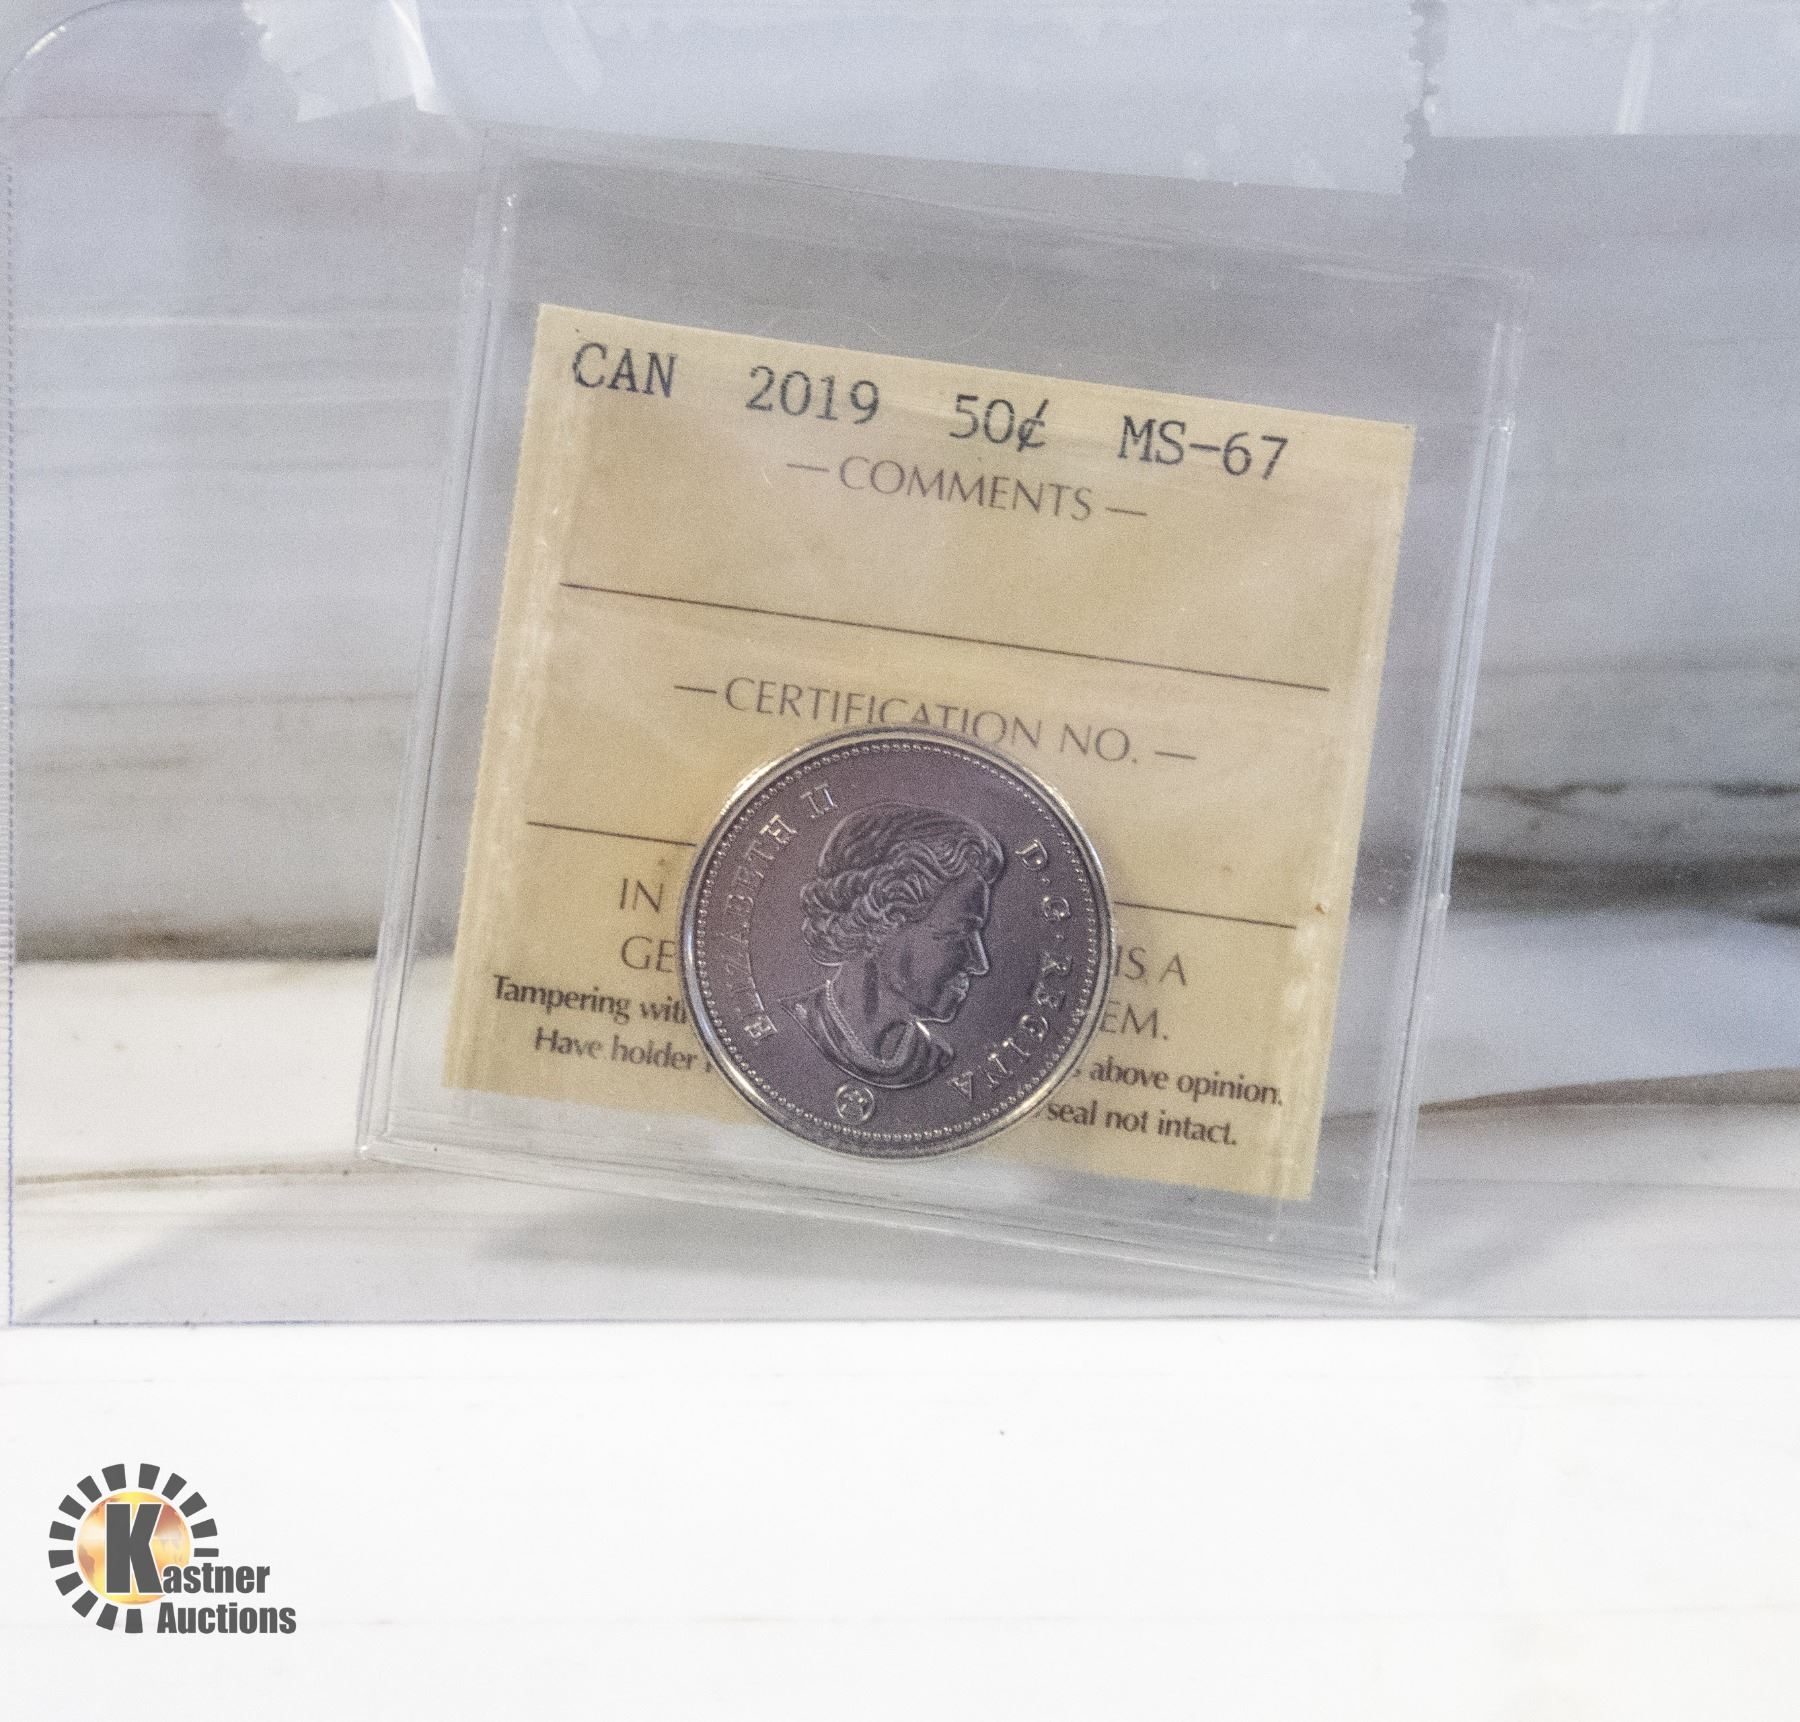 CAN 2019 50¢ MS-67
— COMMENTS —
— CERTIFICATION NO. —
IN IS A
GE EM.
Tampering with above opinion.
Have holder seal not intact.
ELIZABETH II D·G·REGINA
Kastner
Auctions